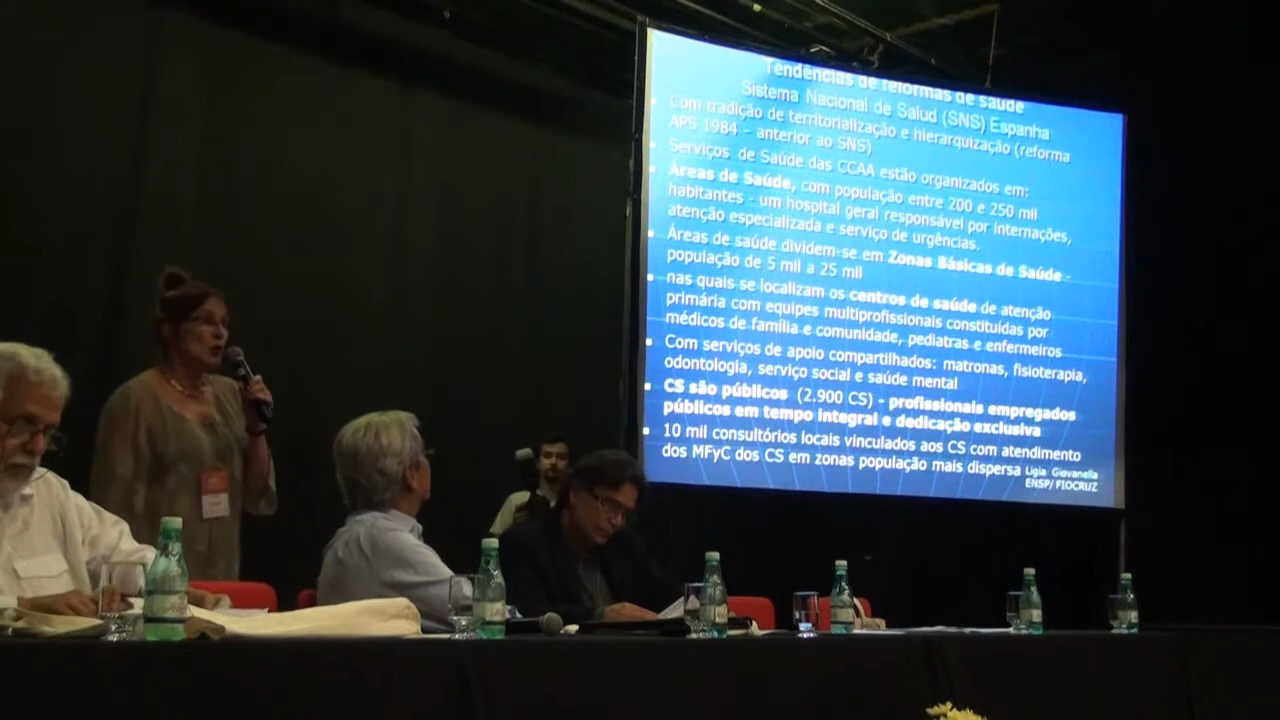 Tendências de reformas de saúde
Sistema Nacional de Salud (SNS) Espanha
Com tradição de territorialização e hierarquização (reforma
APS 1984 – anterior ao SNS)
Serviços de Saúde das CCAA estão organizados em:
Áreas de Saúde, com população entre 200 e 250 mil
habitantes - um hospital geral responsável por internações,
atenção especializada e serviço de urgências.
Áreas de saúde dividem-se em Zonas Básicas de Saúde -
população de 5 mil a 25 mil
nas quais se localizam os centros de saúde de atenção
primária com equipes multiprofissionais constituídas por
médicos de família e comunidade, pediatras e enfermeiros
Com serviços de apoio compartilhados: matronas, fisioterapia,
odontologia, serviço social e saúde mental
CS são públicos (2.900 CS) - profissionais empregados
públicos em tempo integral e dedicação exclusiva
10 mil consultórios locais vinculados aos CS com atendimento
dos MFyC dos CS em zonas população mais dispersa
Ligia Giovanella
ENSP/FIOCRUZ